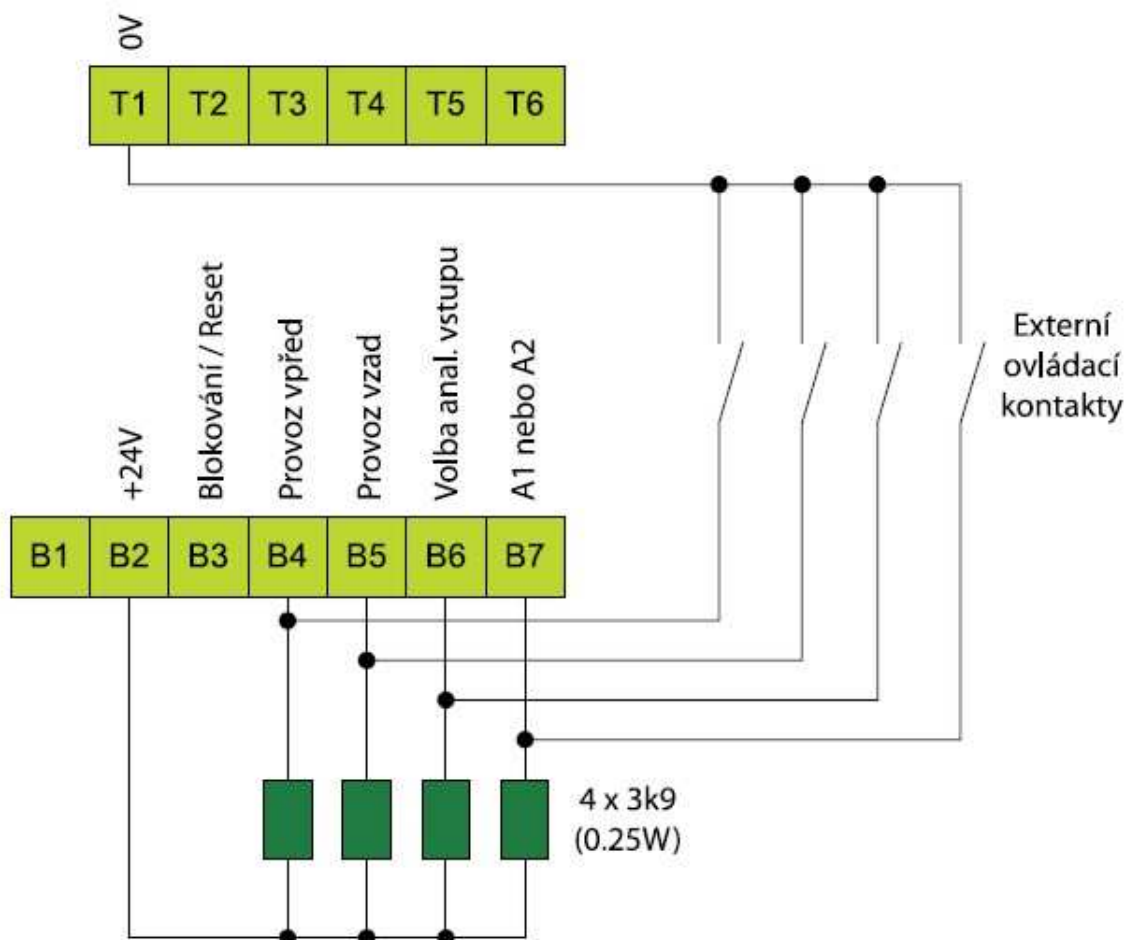 0V
T1 T2 T3 T4 T5 T6
+24V
Blokování / Reset
Provoz vpřed
Provoz vzad
Volba anal. vstupu
A1 nebo A2
Externí
ovládací
kontakty
B1 B2 B3 B4 B5 B6 B7
4 x 3k9
(0.25W)